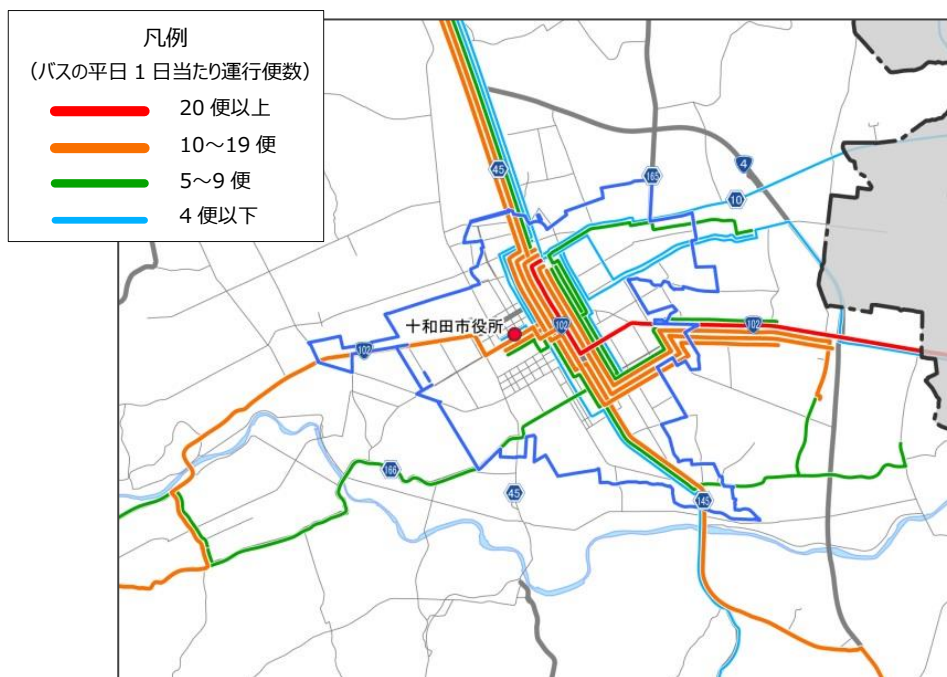 凡例
(バスの平日 1 日当たり運行便数)
20 便以上
10～19 便
5～9 便
4 便以下
45
165
4
10
十和田市役所
102
102
102
166
45
145